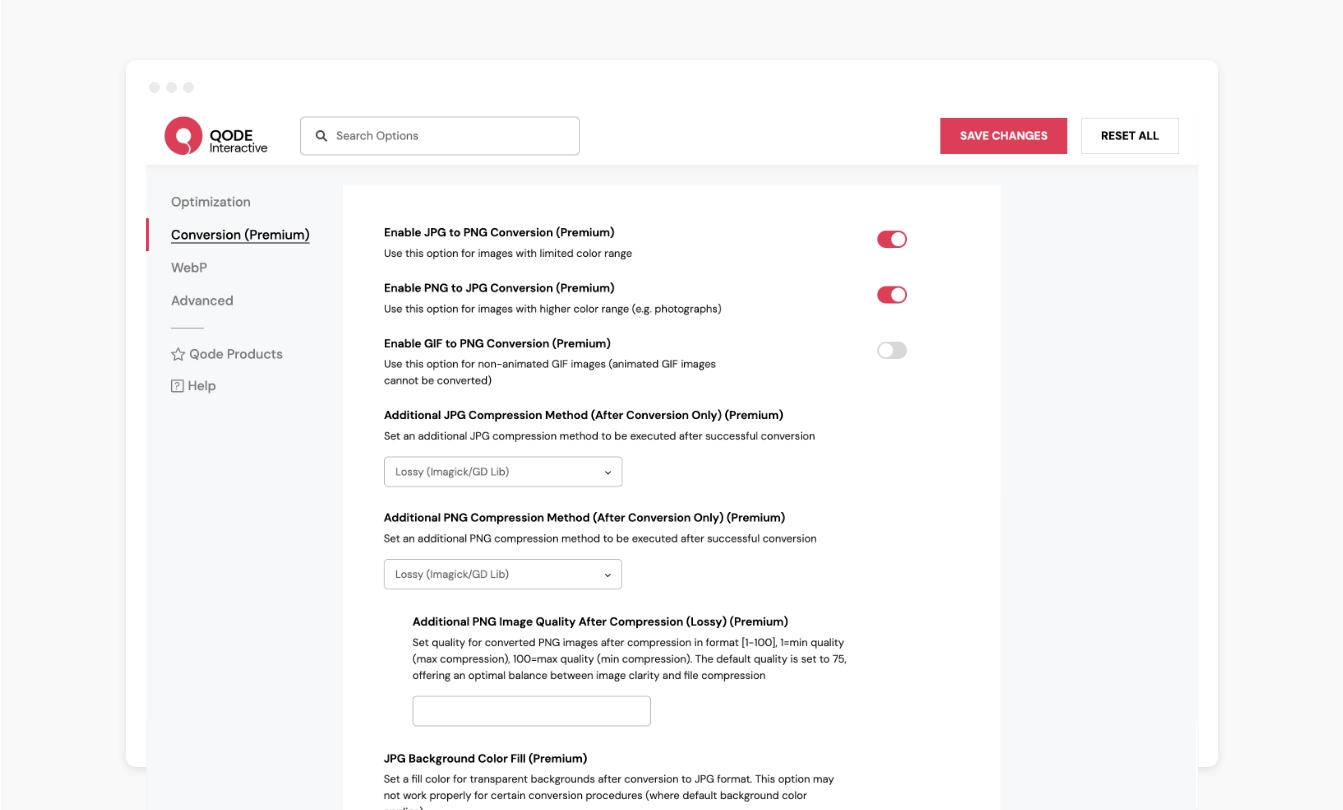 QODE
Interactive
Search Options
SAVE CHANGES
RESET ALL
Optimization
Conversion (Premium)
WebP
Advanced
Qode Products
Help
Enable JPG to PNG Conversion (Premium)
Use this option for images with limited color range
Enable PNG to JPG Conversion (Premium)
Use this option for images with higher color range (e.g. photographs)
Enable GIF to PNG Conversion (Premium)
Use this option for non-animated GIF images (animated GIF images
cannot be converted)
Additional JPG Compression Method (After Conversion Only) (Premium)
Set an additional JPG compression method to be executed after successful conversion
Lossy (Imagick/GD Lib)
Additional PNG Compression Method (After Conversion Only) (Premium)
Set an additional PNG compression method to be executed after successful conversion
Lossy (Imagick/GD Lib)
Additional PNG Image Quality After Compression (Lossy) (Premium)
Set quality for converted PNG images after compression in format [1-100], 1=min quality
(max compression), 100=max quality (min compression). The default quality is set to 75,
offering an optimal balance between image clarity and file compression
JPG Background Color Fill (Premium)
Set a fill color for transparent backgrounds after conversion to JPG format. This option may
not work properly for certain conversion procedures (where default background color